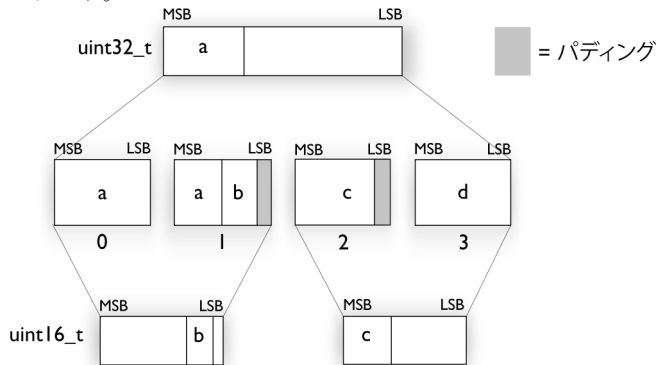 MSB LSB
uint32_t a
= パディング
MSB LSB MSB LSB MSB LSB MSB LSB
a a b c d
0 1 2 3
MSB LSB MSB LSB
uint16_t b c